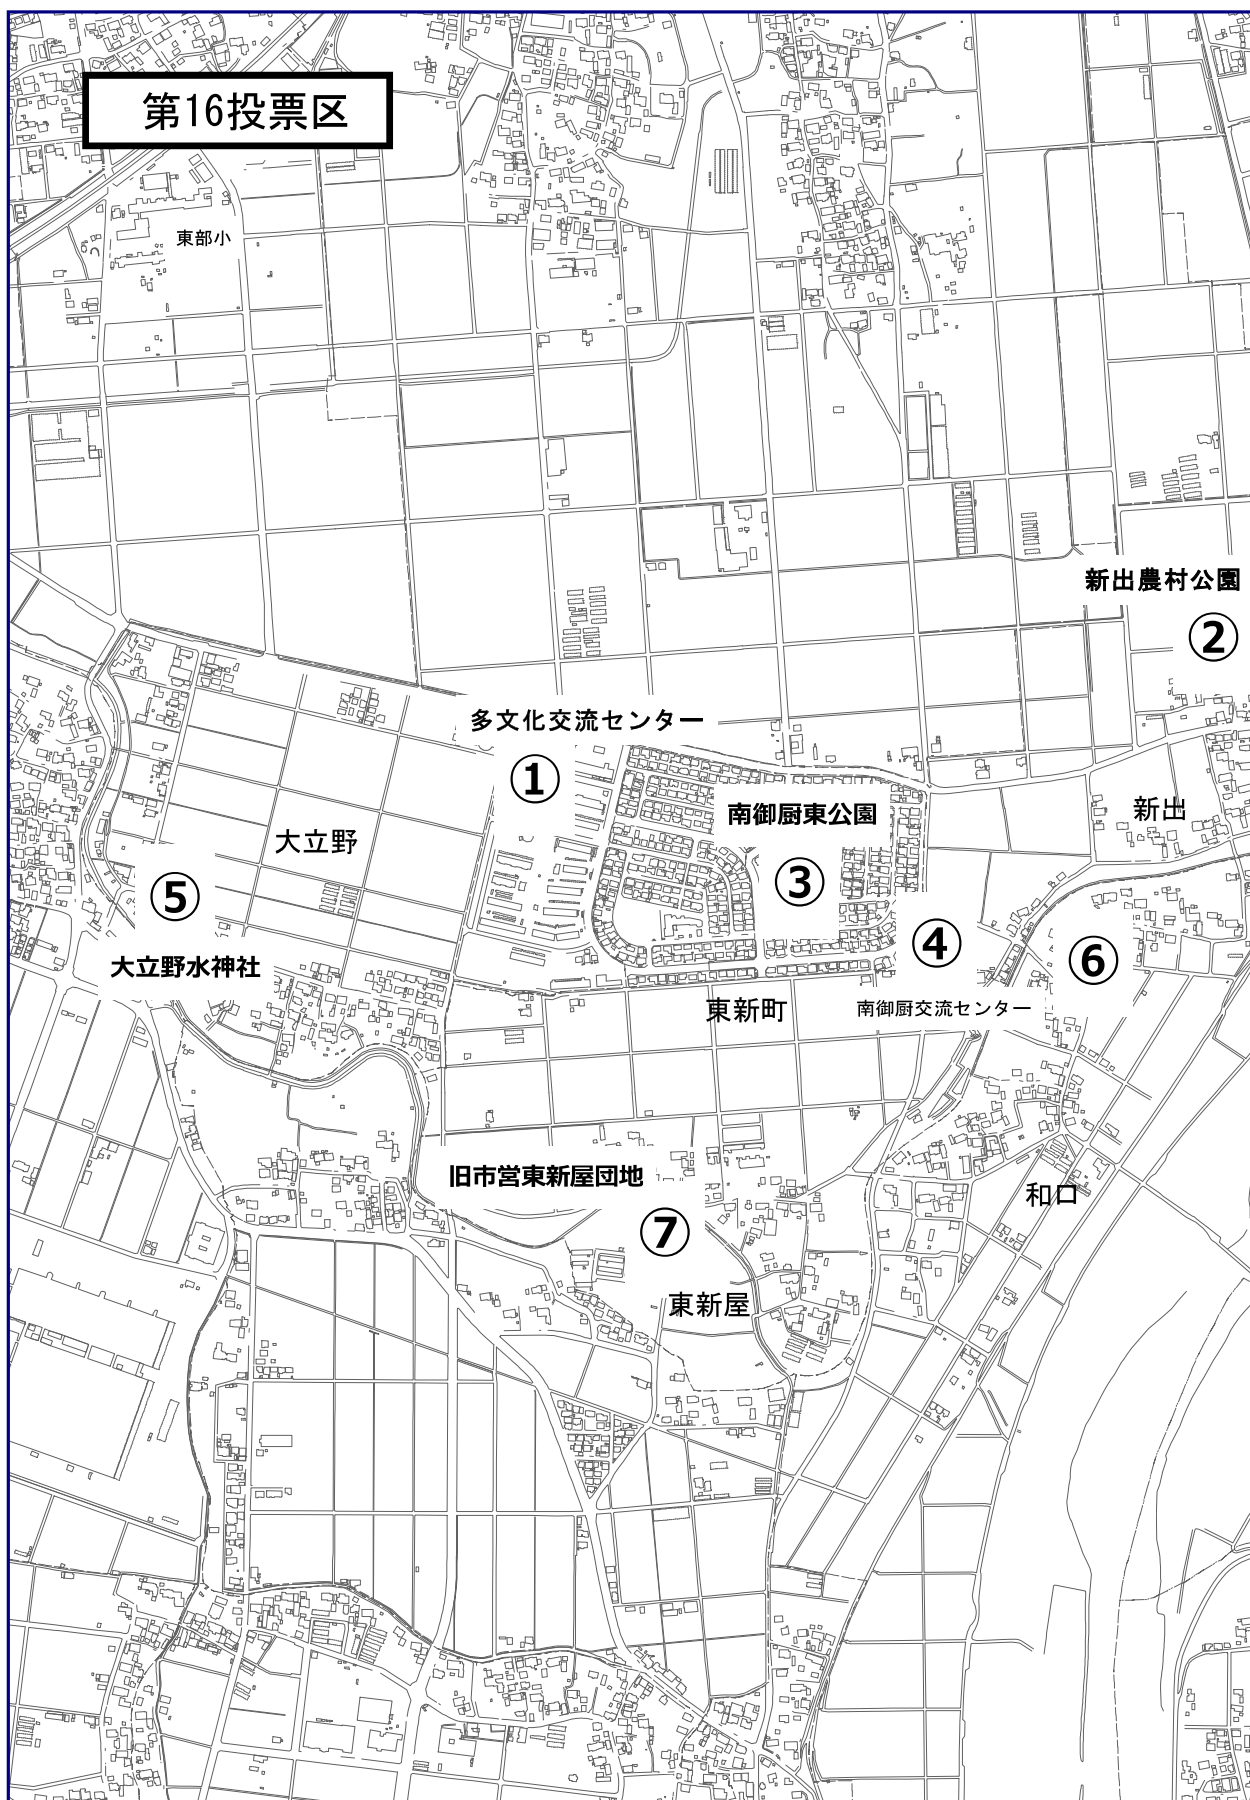 第16投票区
東部小
新出農村公園
②
多文化交流センター
①
南御厨東公園
新出
大立野
③
⑤
④
⑥
大立野水神社
東新町
南御厨交流センター
旧市営東新屋団地
和口
⑦
東新屋